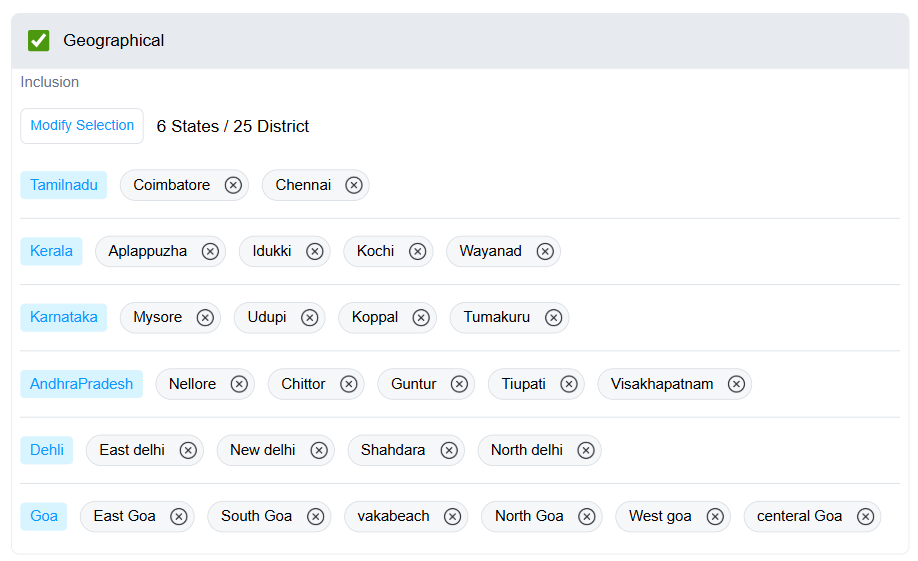 Geographical
Inclusion
Modify Selection 6 States / 25 District
Tamilnadu Coimbatore Chennai
Kerala Aplappuzha Idukki Kochi Wayanad
Karnataka Mysore Udupi Koppal Tumakuru
AndhraPradesh Nellore Chittor Guntur Tiupati Visakhapatnam
Dehli East delhi New delhi Shahdara North delhi
Goa East Goa South Goa vakabeach North Goa West goa centeral Goa